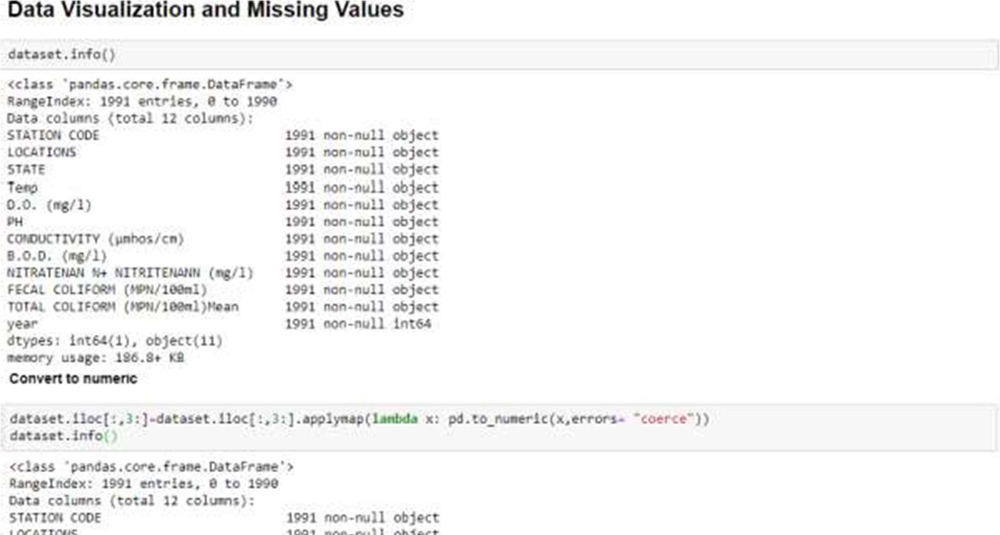 Data Visualization and Missing Values
dataset.info()
<class 'pandas.core.frame.DataFrame'>
RangeIndex: 1991 entries, 0 to 1990
Data columns (total 12 columns):
STATION CODE 1991 non-null object
LOCATIONS 1991 non-null object
STATE 1991 non-null object
Temp 1991 non-null object
D.O. (mg/l) 1991 non-null object
PH 1991 non-null object
CONDUCTIVITY (µmhos/cm) 1991 non-null object
B.O.D. (mg/l) 1991 non-null object
NITRATENAN N+ NITRITENANN (mg/l) 1991 non-null object
FECAL COLIFORM (MPN/100ml) 1991 non-null object
TOTAL COLIFORM (MPN/100ml)Mean 1991 non-null object
year 1991 non-null int64
dtypes: int64(1), object(11)
memory usage: 186.8+ KB
Convert to numeric
dataset.iloc[:,3:]=dataset.iloc[:,3:].applymap(lambda x: pd.to_numeric(x,errors= "coerce"))
dataset.info()
<class 'pandas.core.frame.DataFrame'>
RangeIndex: 1991 entries, 0 to 1990
Data columns (total 12 columns):
STATION CODE 1991 non-null object
LOCATIONS 1991 non-null object